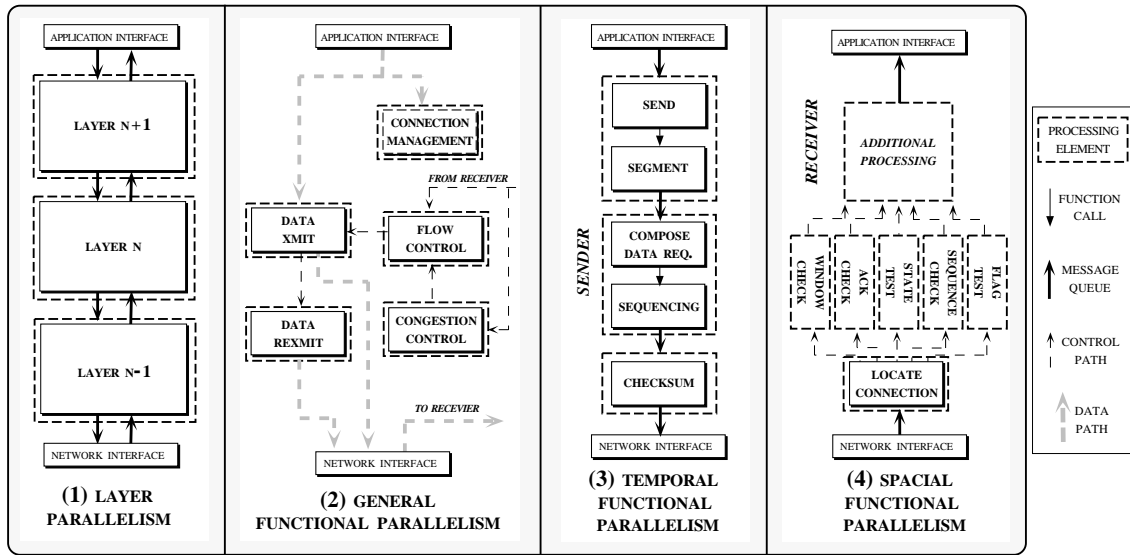 APPLICATION INTERFACE
LAYER N+1
LAYER N
LAYER N-1
NETWORK INTERFACE
(1) LAYER
PARALLELISM
APPLICATION INTERFACE
CONNECTION
MANAGEMENT
FROM RECEIVER
DATA
XMIT
FLOW
CONTROL
DATA
REXMIT
CONGESTION
CONTROL
TO RECEVIER
NETWORK INTERFACE
(2) GENERAL
FUNCTIONAL PARALLELISM
APPLICATION INTERFACE
SEND
SEGMENT
SENDER
COMPOSE
DATA REQ.
SEQUENCING
CHECKSUM
NETWORK INTERFACE
(3) TEMPORAL
FUNCTIONAL
PARALLELISM
APPLICATION INTERFACE
RECEIVER
ADDITIONAL
PROCESSING
WINDOW
CHECK
ACK
CHECK
STATE
TEST
SEQUENCE
CHECK
FLAG
TEST
LOCATE
CONNECTION
NETWORK INTERFACE
(4) SPACIAL
FUNCTIONAL
PARALLELISM
PROCESSING
ELEMENT
FUNCTION
CALL
MESSAGE
QUEUE
CONTROL
PATH
DATA
PATH